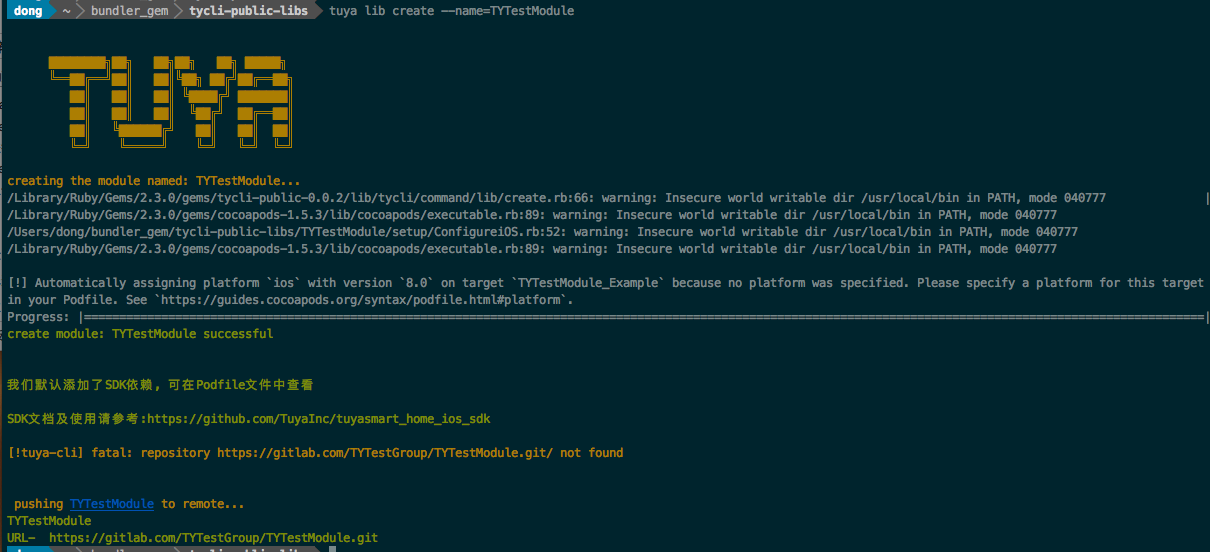 dong ~ bundler_gem tycli-public-libs tuya lib create --name=TYTestModule
TUYA
creating the module named: TYTestModule...
/Library/Ruby/Gems/2.3.0/gems/tycli-public-0.0.2/lib/tycli/command/lib/create.rb:66: warning: Insecure world writable dir /usr/local/bin in PATH, mode 040777
/Library/Ruby/Gems/2.3.0/gems/cocoapods-1.5.3/lib/cocoapods/executable.rb:89: warning: Insecure world writable dir /usr/local/bin in PATH, mode 040777
/Users/dong/bundler_gem/tycli-public-libs/TYTestModule/setup/ConfigureiOS.rb:52: warning: Insecure world writable dir /usr/local/bin in PATH, mode 040777
/Library/Ruby/Gems/2.3.0/gems/cocoapods-1.5.3/lib/cocoapods/executable.rb:89: warning: Insecure world writable dir /usr/local/bin in PATH, mode 040777
[!] Automatically assigning platform `ios` with version `8.0` on target `TYTestModule_Example` because no platform was specified. Please specify a platform for this target
in your Podfile. See `https://guides.cocoapods.org/syntax/podfile.html#platform`.
Progress: |==================================================================================================================================================================|
create module: TYTestModule successful
我们默认添加了SDK依赖, 可在Podfile文件中查看
SDK文档及使用请参考:https://github.com/TuyaInc/tuyasmart_home_ios_sdk
[!tuya-cli] fatal: repository https://gitlab.com/TYTestGroup/TYTestModule.git/ not found
pushing TYTestModule to remote...
TYTestModule
URL- https://gitlab.com/TYTestGroup/TYTestModule.git